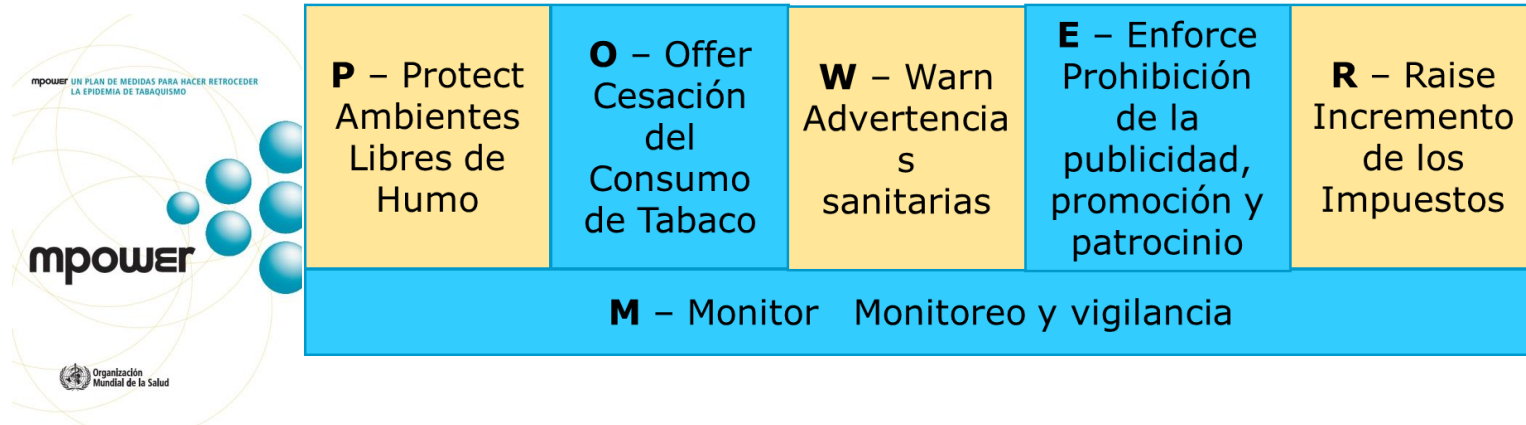 mpower UN PLAN DE MEDIDAS PARA HACER RETROCEDER
LA EPIDEMIA DE TABAQUISMO
mpower
Organización
Mundial de la Salud
P – Protect
Ambientes
Libres de
Humo
O – Offer
Cesación
del
Consumo
de Tabaco
W – Warn
Advertencia
s
sanitarias
E – Enforce
Prohibición
de la
publicidad,
promoción y
patrocinio
R – Raise
Incremento
de los
Impuestos
M – Monitor Monitoreo y vigilancia